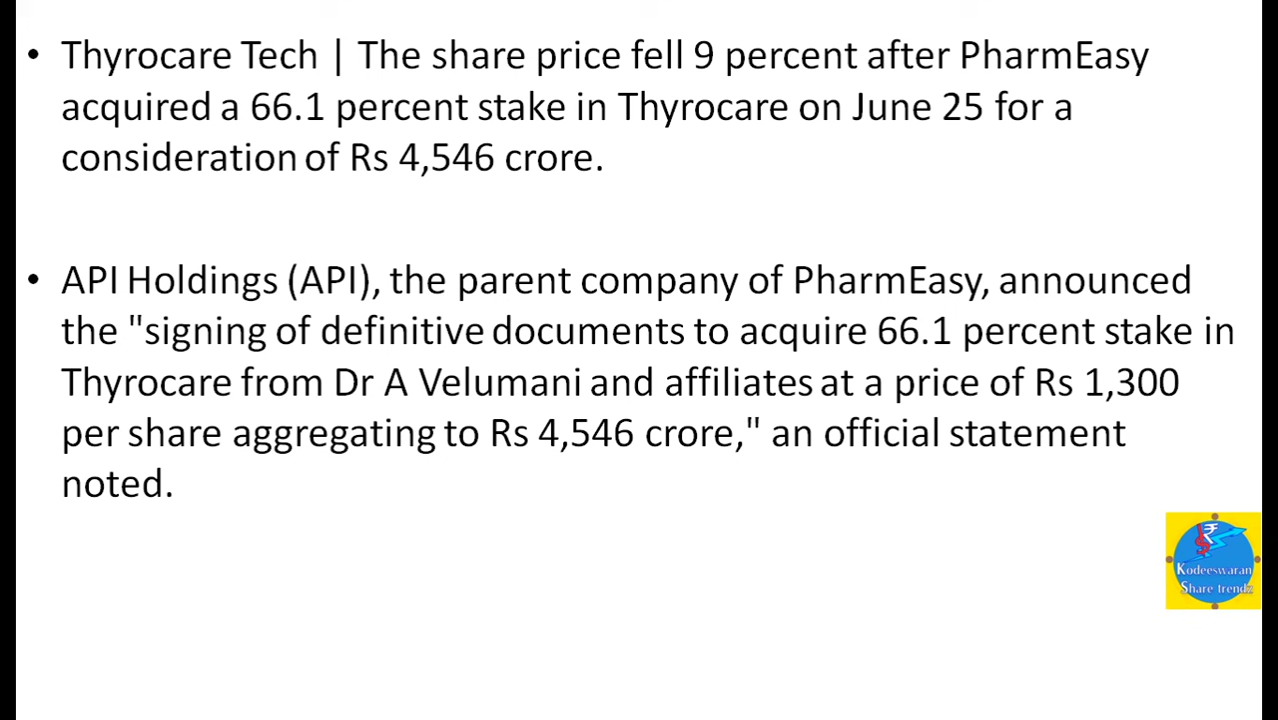 • Thyrocare Tech | The share price fell 9 percent after PharmEasy
acquired a 66.1 percent stake in Thyrocare on June 25 for a
consideration of Rs 4,546 crore.
• API Holdings (API), the parent company of PharmEasy, announced
the "signing of definitive documents to acquire 66.1 percent stake in
Thyrocare from Dr A Velumani and affiliates at a price of Rs 1,300
per share aggregating to Rs 4,546 crore," an official statement
noted.
₹
Kodeeswaran
Share trendz